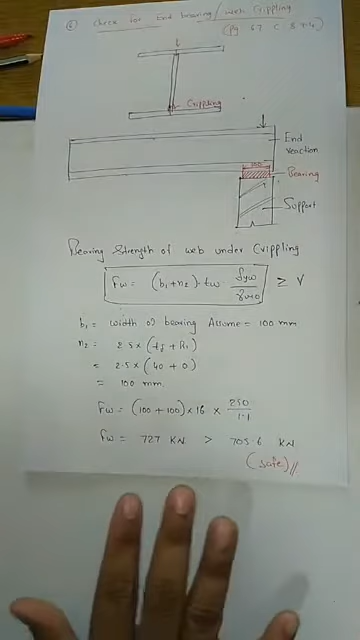 ⑥ Check for End bearing / web Crippling
(Pg 67 C 8.7.4)
t
Crippling
End reaction
100
Bearing
Support
Bearing Strength of web under Crippling
Fw = (b₁+n₂)·tw fyw/γm0 ≥ V
b₁ = width of bearing Assume = 100 mm
n₂ = 2.5 x (tf + R₁)
= 2.5 x (40 + 0)
= 100 mm.
Fw = (100 + 100) x 16 x 250/1.1
Fw = 727 KN > 705.6 KN
(safe)//